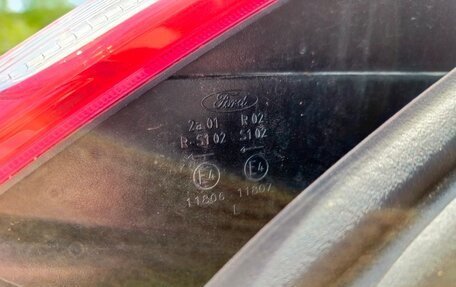 Ford
2a 01 R 02
R-S1 02 S1 02
E4 E4
11806 11807
L